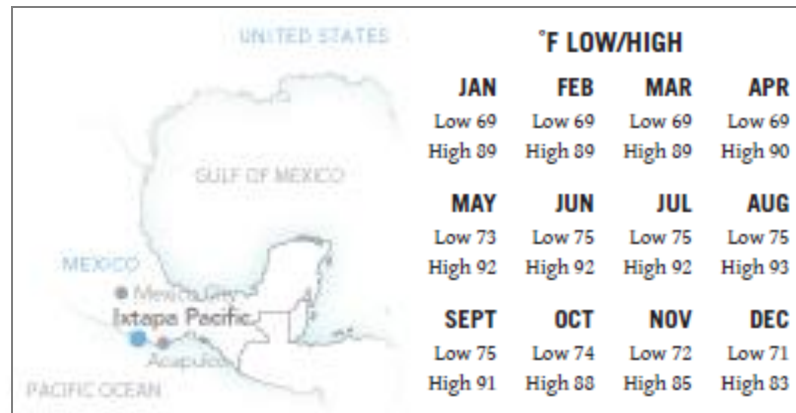 UNITED STATES
GULF OF MEXICO
MEXICO
Mexico City
Ixtapa Pacific
Acapulco
PACIFIC OCEAN
°F LOW/HIGH
JAN FEB MAR APR
Low 69 Low 69 Low 69 Low 69
High 89 High 89 High 89 High 90
MAY JUN JUL AUG
Low 73 Low 75 Low 75 Low 75
High 92 High 92 High 92 High 93
SEPT OCT NOV DEC
Low 75 Low 74 Low 72 Low 71
High 91 High 88 High 85 High 83